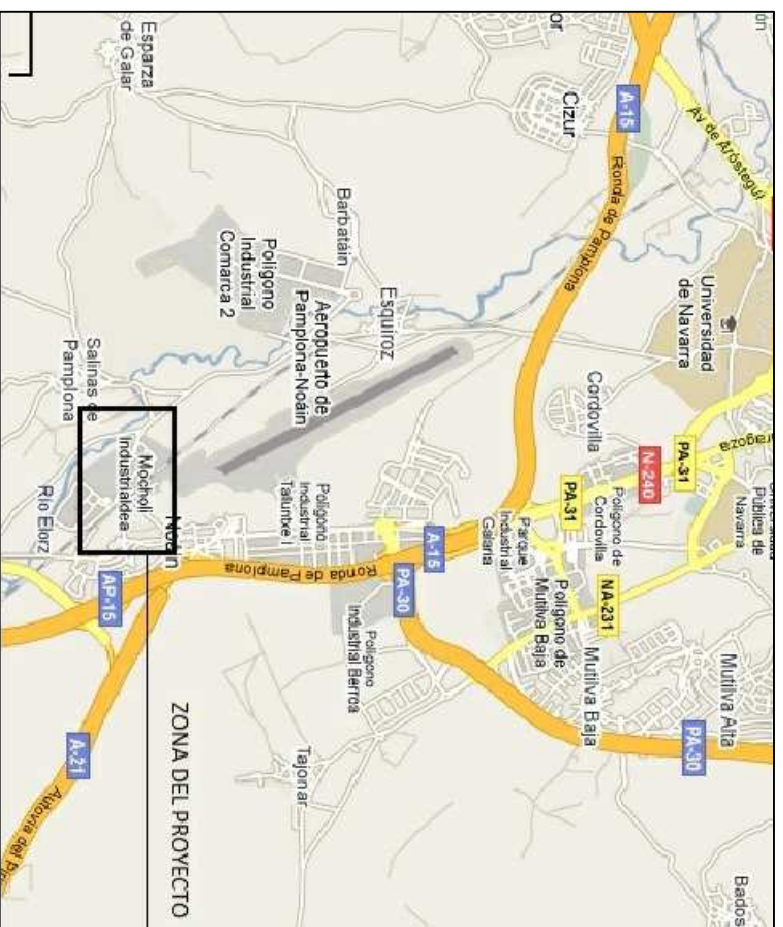 Av de Aróstegui
Universidad
de Navarra
Pública de
Navarra
Mutilva Alta
Bados
PA-31
PA-30
N-240
A-15
Ronda de Pamplona
Polígono de
Cordovilla
NA-231
Cordovilla
Mutilva Baja
Cizur
PA-31
Polígono de
Mutilva Baja
Parque
Industrial
Galaria
A-15
PA-30
Esquiroz
Ronda de Pamplona
Polígono
Industrial Berroa
Barbatáin
Aeropuerto de
Pamplona-Noáin
Polígono
Industrial
Talluntxe I
Tajonar
Polígono
Industrial
Comarca 2
ZONA DEL PROYECTO
Noáin
Esparza
de Galar
Mocholi
Industrialdea
AP-15
Salinas de
Pamplona
A-21
Río Elorz
Autovía del Pi